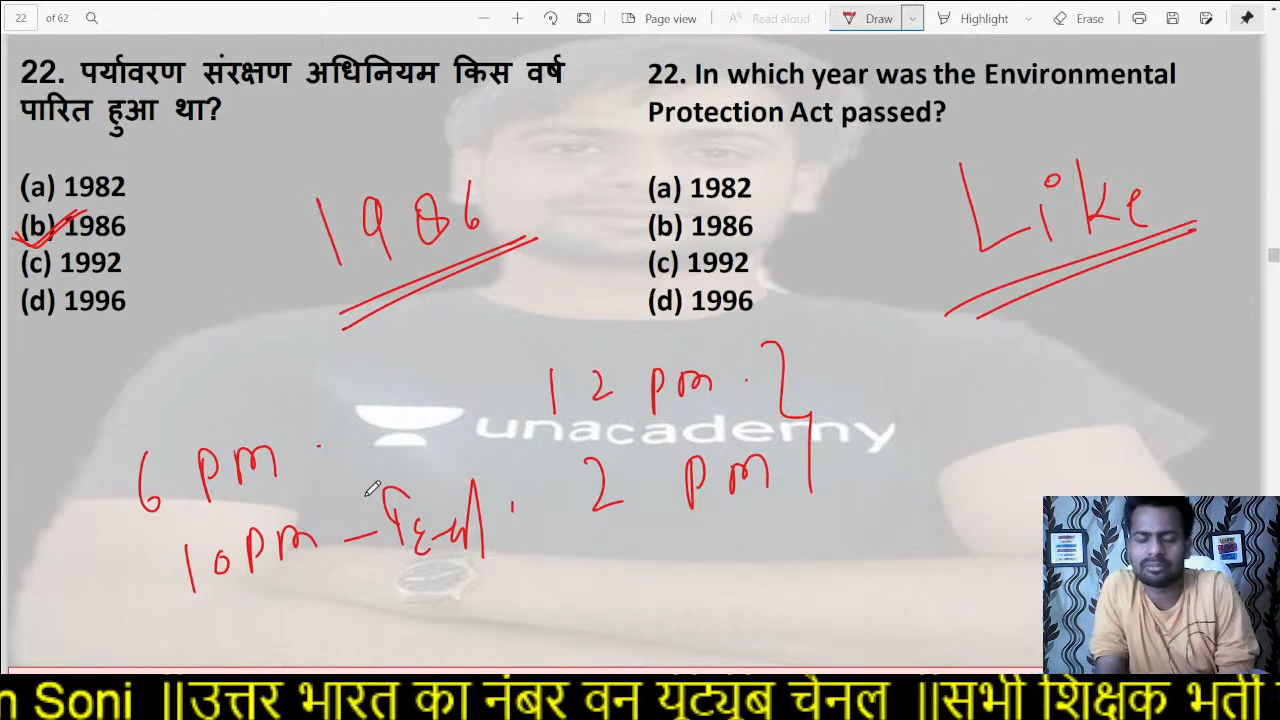 22 of 62 Page view Read aloud Draw Highlight Erase
22. पर्यावरण संरक्षण अधिनियम किस वर्ष
पारित हुआ था?
(a) 1982
(b) 1986
(c) 1992
(d) 1996
1986
22. In which year was the Environmental
Protection Act passed?
(a) 1982
(b) 1986
(c) 1992
(d) 1996
Like
12 pm
2 pm
6 pm
10 pm -
unacademy
n Soni ||उत्तर भारत का नंबर वन यूट्यूब चेनल ||सभी शिक्षक भर्ती